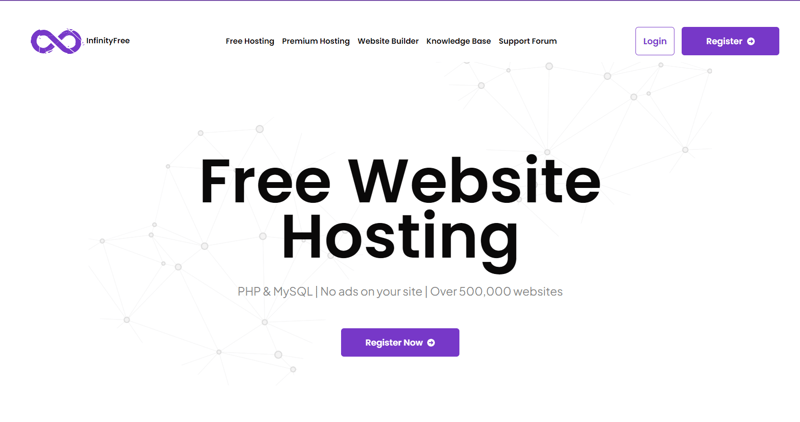 InfinityFree
Free Hosting Premium Hosting Website Builder Knowledge Base Support Forum
Login
Register
Free Website
Hosting
PHP & MySQL | No ads on your site | Over 500,000 websites
Register Now